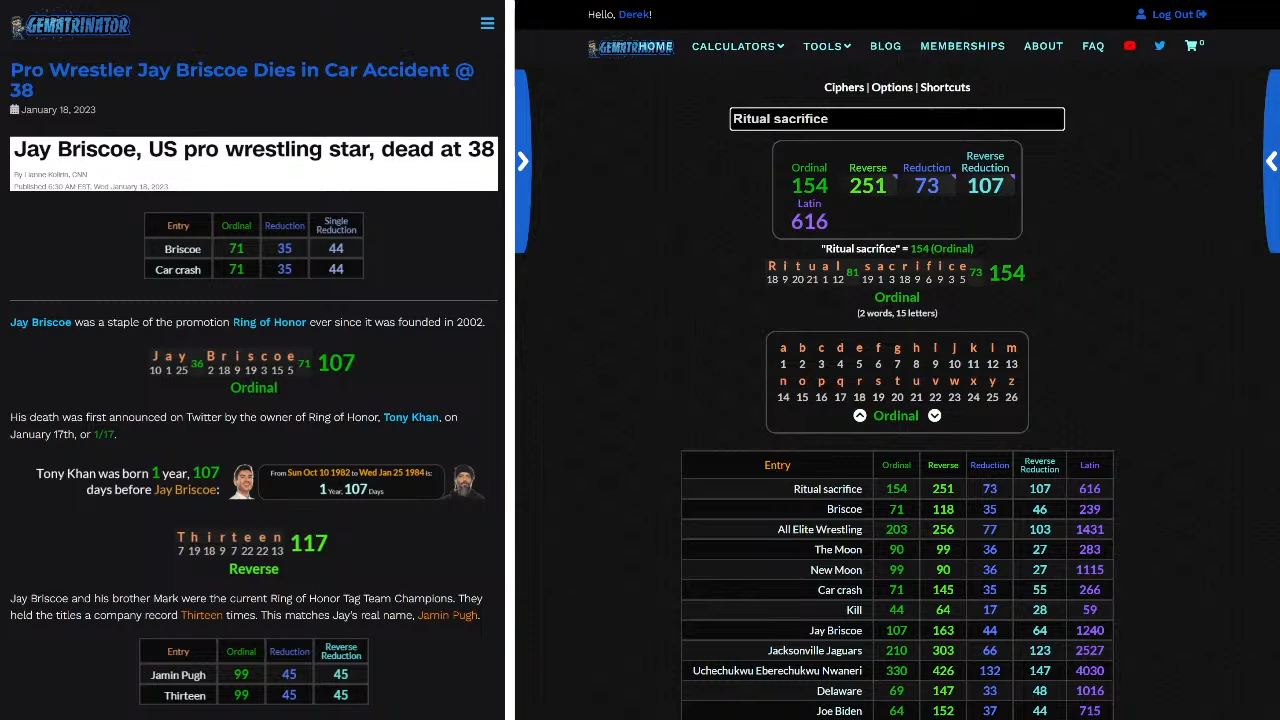 GEMATRINATOR
Pro Wrestler Jay Briscoe Dies in Car Accident @
38
January 18, 2023
Jay Briscoe, US pro wrestling star, dead at 38
By Lianne Kolirin, CNN
Published 6:30 AM EST, Wed January 18, 2023
Entry Ordinal Reduction Single Reduction
Briscoe 71 35 44
Car crash 71 35 44
Jay Briscoe was a staple of the promotion Ring of Honor ever since it was founded in 2002.
J a y 36 B r i s c o e 71 107
10 1 25 2 18 9 19 3 15 5
Ordinal
His death was first announced on Twitter by the owner of Ring of Honor, Tony Khan, on
January 17th, or 1/17.
Tony Khan was born 1 year, 107
days before Jay Briscoe:
From Sun Oct 10 1982 to Wed Jan 25 1984 is:
1 Year, 107 Days
T h i r t e e n 117
7 19 18 9 7 22 22 13
Reverse
Jay Briscoe and his brother Mark were the current Ring of Honor Tag Team Champions. They
held the titles a company record Thirteen times. This matches Jay's real name, Jamin Pugh.
Entry Ordinal Reduction Reverse Reduction
Jamin Pugh 99 45 45
Thirteen 99 45 45
Hello, Derek!
Log Out
GEMATRINATOR
HOME CALCULATORS TOOLS BLOG MEMBERSHIPS ABOUT FAQ 0
Ciphers | Options | Shortcuts
Ritual sacrifice
Ordinal Reverse Reduction Reverse Reduction
154 251 73 107
Latin
616
"Ritual sacrifice" = 154 (Ordinal)
R i t u a l 81 s a c r i f i c e 73 154
18 9 20 21 1 12 19 1 3 18 9 6 9 3 5
Ordinal
(2 words, 15 letters)
a b c d e f g h i j k l m
1 2 3 4 5 6 7 8 9 10 11 12 13
n o p q r s t u v w x y z
14 15 16 17 18 19 20 21 22 23 24 25 26
Ordinal
Entry Ordinal Reverse Reduction Reverse Reduction Latin
Ritual sacrifice 154 251 73 107 616
Briscoe 71 118 35 46 239
All Elite Wrestling 203 256 77 103 1431
The Moon 90 99 36 27 283
New Moon 99 90 36 27 1115
Car crash 71 145 35 55 266
Kill 44 64 17 28 59
Jay Briscoe 107 163 44 64 1240
Jacksonville Jaguars 210 303 66 123 2527
Uchechukwu Eberechukwu Nwaneri 330 426 132 147 4030
Delaware 69 147 33 48 1016
Joe Biden 64 152 37 44 715